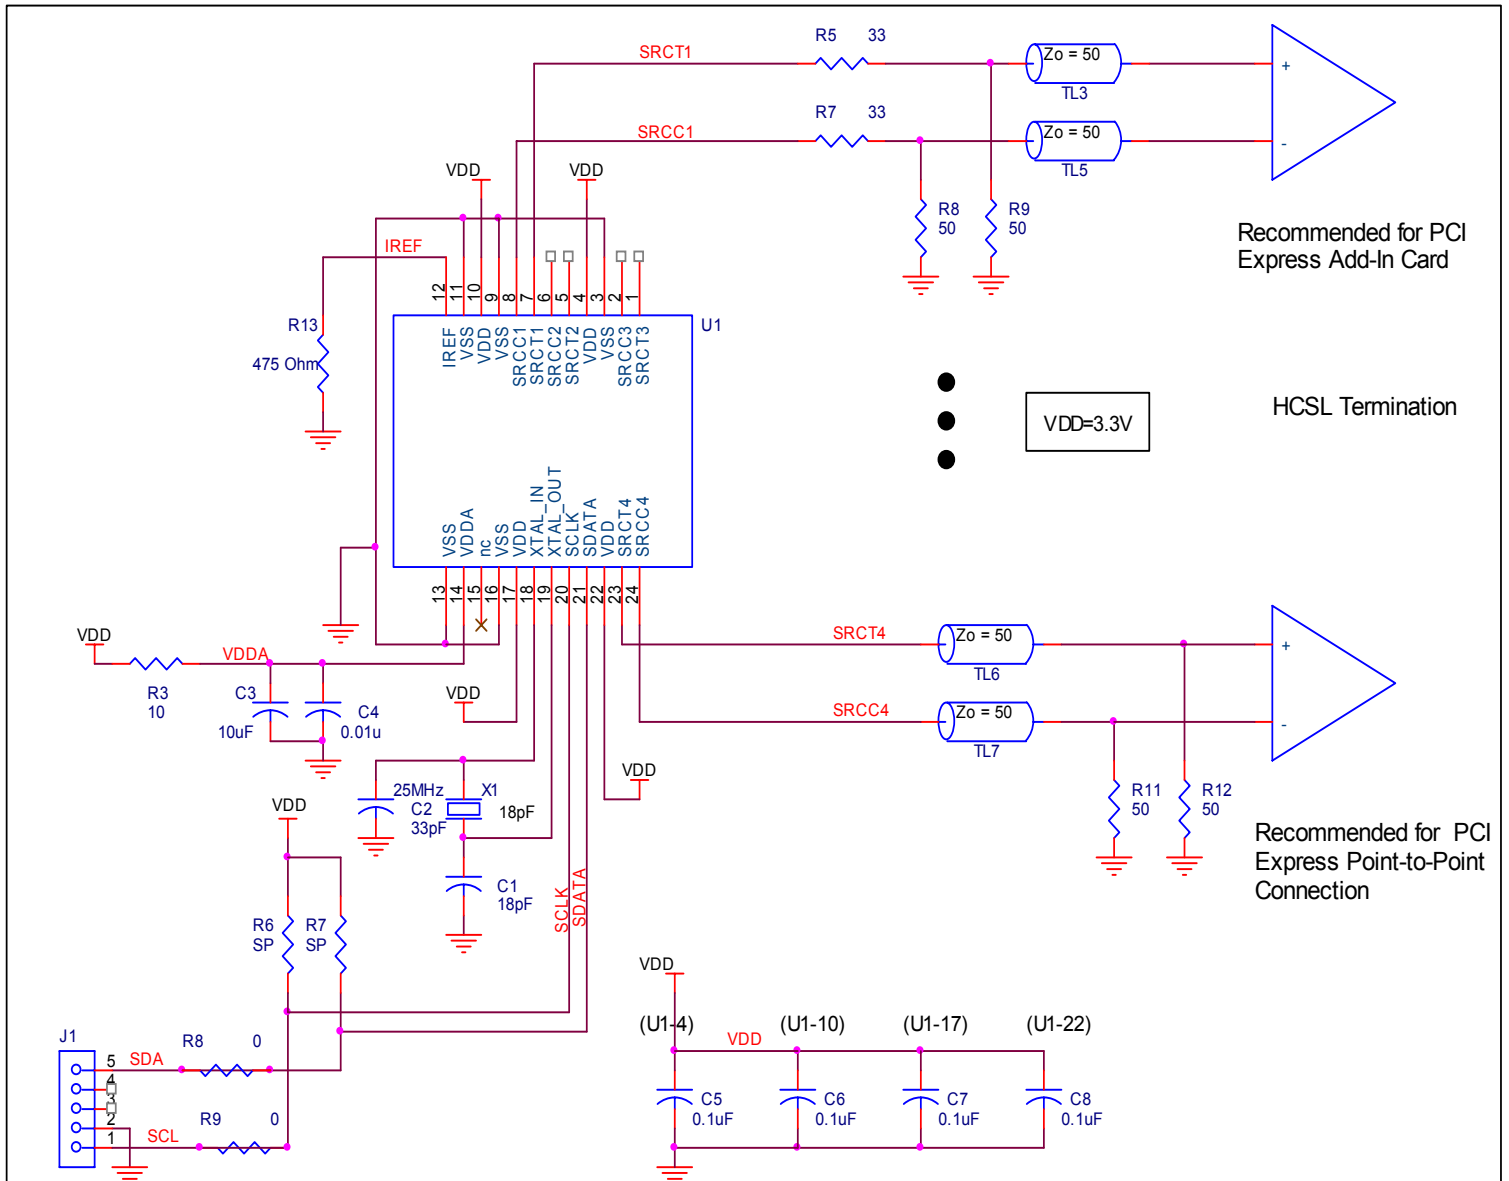 R5 33
SRCT1
Zo = 50
TL3
+
R7 33
SRCC1
Zo = 50
TL5
-
VDD
VDD
R8
50
R9
50
Recommended for PCI
Express Add-In Card
IREF
12
11
10
9
8
7
6
5
4
3
2
1
R13
475 Ohm
U1
IREF
VSS
VDD
VSS
SRCC1
SRCT1
SRCC2
SRCT2
VDD
VSS
SRCC3
SRCT3
VDD=3.3V
HCSL Termination
VSS
VDDA
nc
VSS
VDD
XTAL_IN
XTAL_OUT
SCLK
SDATA
VDD
SRCT4
SRCC4
13
14
15
16
17
18
19
20
21
22
23
24
VDD
VDDA
R3
10
C3
10uF
C4
0.01u
VDD
SRCT4
Zo = 50
TL6
+
SRCC4
Zo = 50
TL7
-
VDD
25MHz
X1
C2
33pF
18pF
R11
50
R12
50
Recommended for PCI
Express Point-to-Point
Connection
VDD
C1
18pF
SCLK
SDATA
R6
SP
R7
SP
VDD
(U1-4)
(U1-10)
(U1-17)
(U1-22)
VDD
C5
0.1uF
C6
0.1uF
C7
0.1uF
C8
0.1uF
J1
5
4
3
2
1
SDA
R8 0
SCL
R9 0